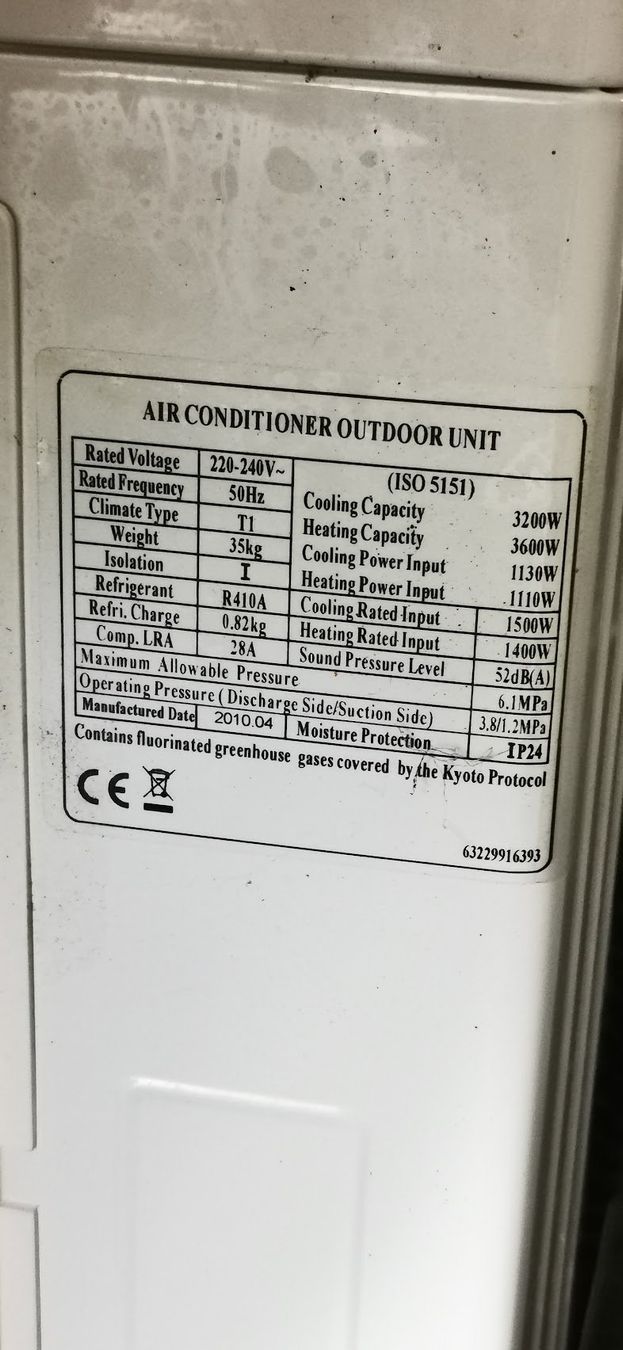 AIR CONDITIONER OUTDOOR UNIT
Rated Voltage 220-240V~
Rated Frequency 50Hz
Climate Type T1
Weight 35kg
Isolation I
Refrigerant R410A
Refri. Charge 0.82kg
Comp. LRA 28A
(ISO 5151)
Cooling Capacity 3200W
Heating Capacity 3600W
Cooling Power Input 1130W
Heating Power Input 1110W
Cooling Rated Input 1500W
Heating Rated Input 1400W
Sound Pressure Level 52dB(A)
Maximum Allowable Pressure 6.1MPa
Operating Pressure (Discharge Side/Suction Side) 3.8/1.2MPa
Manufactured Date 2010.04 Moisture Protection IP24
Contains fluorinated greenhouse gases covered by the Kyoto Protocol
CE
63229916393